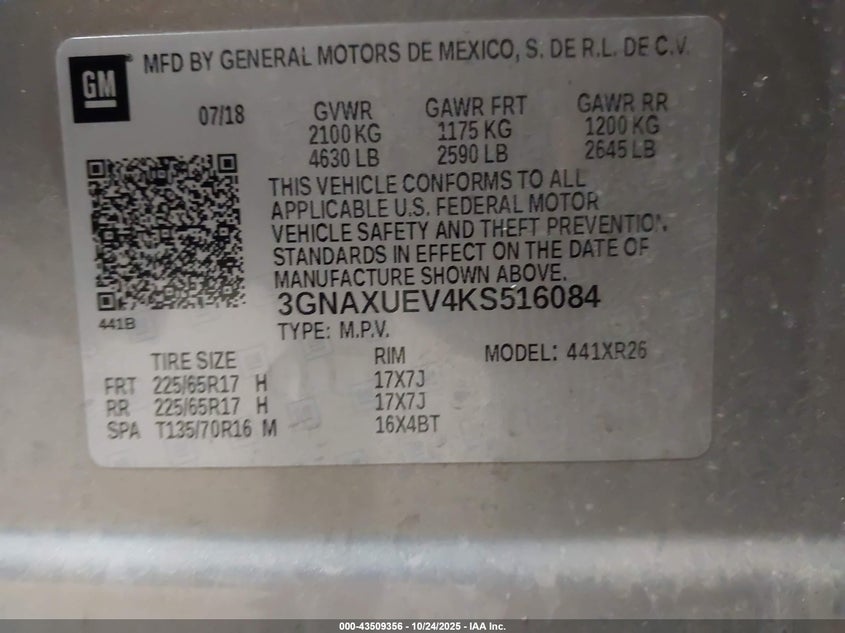 GM
MFD BY GENERAL MOTORS DE MEXICO, S. DE R.L. DE C.V.
07/18 GVWR GAWR FRT GAWR RR
2100 KG 1175 KG 1200 KG
4630 LB 2590 LB 2645 LB
THIS VEHICLE CONFORMS TO ALL
APPLICABLE U.S. FEDERAL MOTOR
VEHICLE SAFETY AND THEFT PREVENTION
STANDARDS IN EFFECT ON THE DATE OF
MANUFACTURE SHOWN ABOVE.
3GNAXUEV4KS516084
441B
TYPE: M.P.V.
TIRE SIZE RIM MODEL: 441XR26
FRT 225/65R17 H 17X7J
RR 225/65R17 H 17X7J
SPA T135/70R16 M 16X4BT
000-43509356 - 10/24/2025 - IAA Inc.